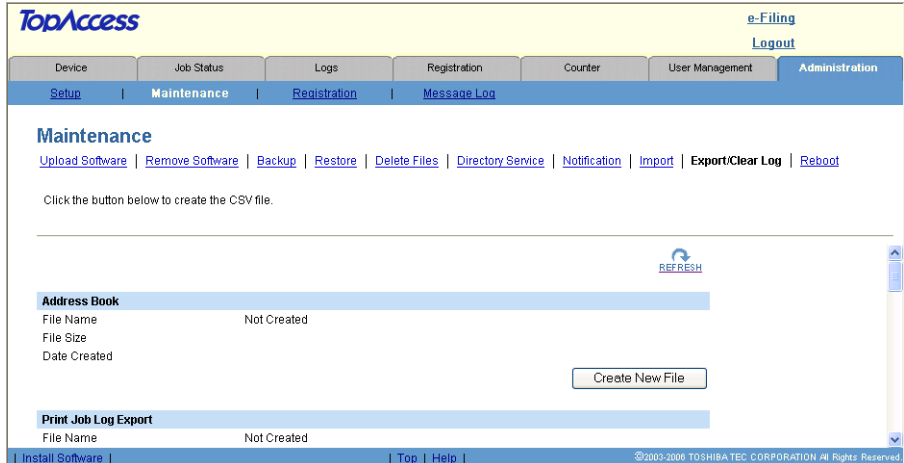 TopAccess
e-Filing
Logout
Device Job Status Logs Registration Counter User Management Administration
Setup | Maintenance | Registration | Message Log
Maintenance
Upload Software | Remove Software | Backup | Restore | Delete Files | Directory Service | Notification | Import | Export/Clear Log | Reboot
Click the button below to create the CSV file.
REFRESH
Address Book
File Name Not Created
File Size
Date Created
Create New File
Print Job Log Export
File Name Not Created
| Install Software | | Top | Help | ©2003-2006 TOSHIBA TEC CORPORATION All Rights Reserved.